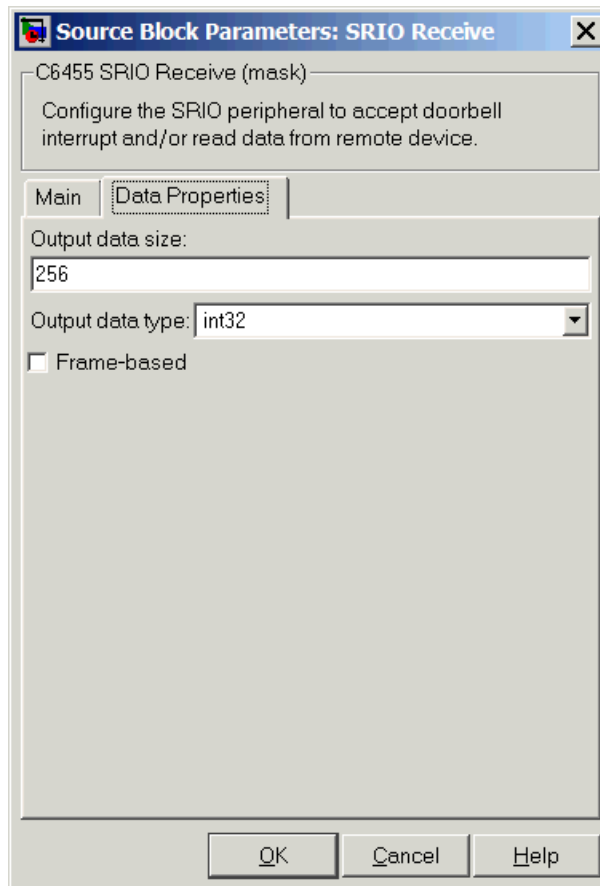 Source Block Parameters: SRIO Receive
C6455 SRIO Receive (mask)
Configure the SRIO peripheral to accept doorbell
interrupt and/or read data from remote device.
Main Data Properties
Output data size:
256
Output data type: int32
Frame-based
OK Cancel Help